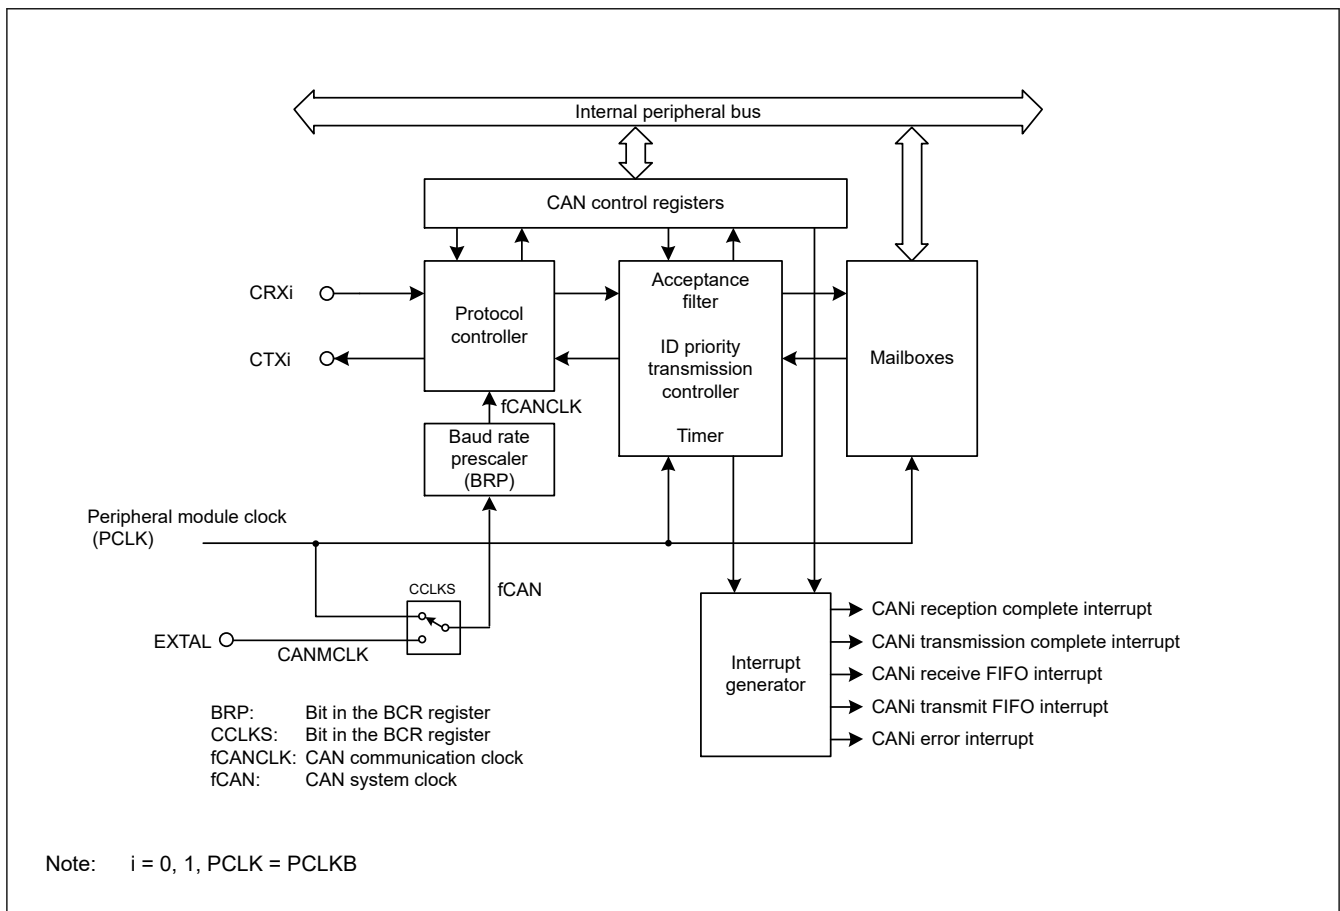 Internal peripheral bus
CAN control registers
CRXi
CTXi
Protocol
controller
Acceptance
filter
ID priority
transmission
controller
Timer
Mailboxes
fCANCLK
Baud rate
prescaler
(BRP)
Peripheral module clock
(PCLK)
CCLKS
fCAN
EXTAL
CANMCLK
Interrupt
generator
CANi reception complete interrupt
CANi transmission complete interrupt
CANi receive FIFO interrupt
CANi transmit FIFO interrupt
CANi error interrupt
BRP: Bit in the BCR register
CCLKS: Bit in the BCR register
fCANCLK: CAN communication clock
fCAN: CAN system clock
Note: i = 0, 1, PCLK = PCLKB